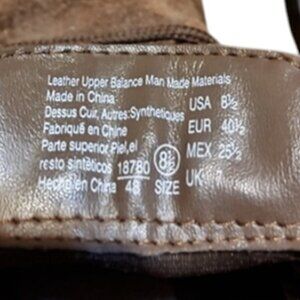 Leather Upper Balance Man Made Materials
Made in China
Dessus Cuir, Autres:Synthetiques
Fabriqué en Chine
Parte superior Piel,el
resto sintéticos 18780
Hecho en China 48
8½
SIZE
USA 8½
EUR 40½
MEX 25½
UK 7